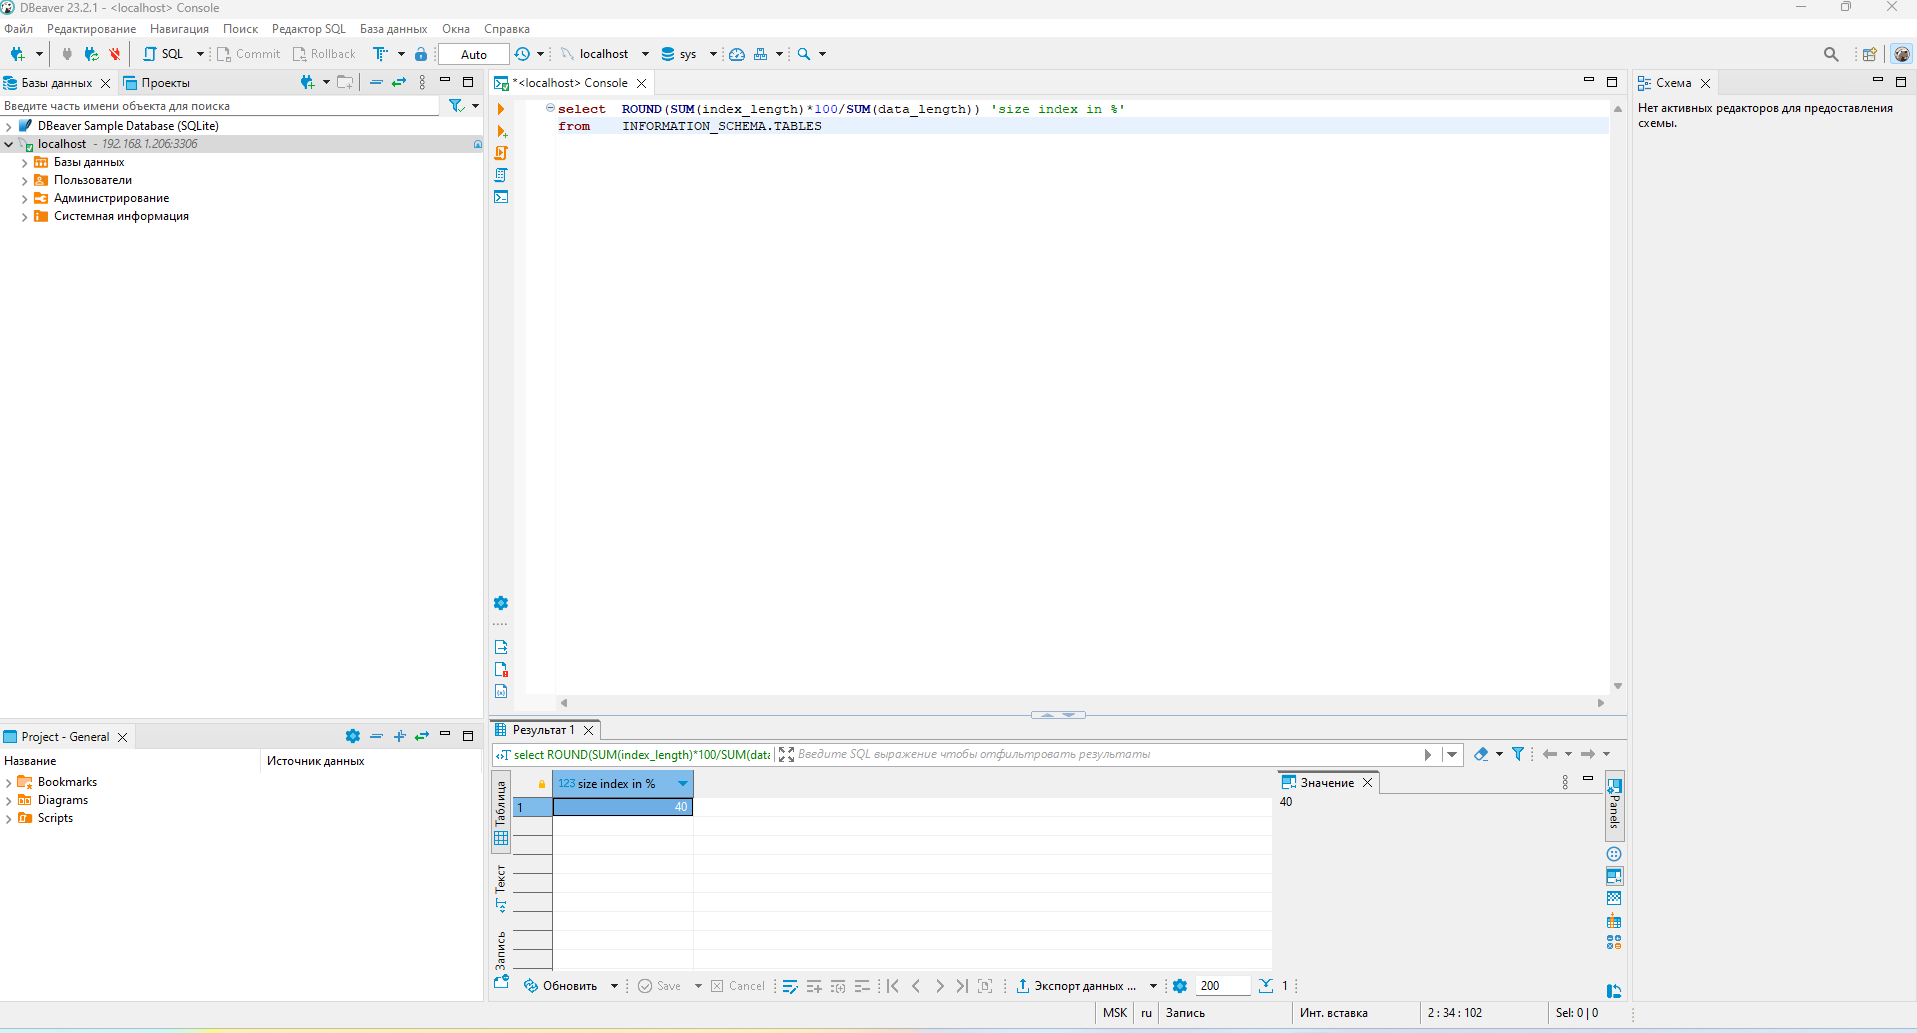 DBeaver 23.2.1 - <localhost> Console
Файл Редактирование Навигация Поиск Редактор SQL База данных Окна Справка
SQL Commit Rollback Auto localhost sys
Базы данных Проекты
Введите часть имени объекта для поиска
DBeaver Sample Database (SQLite)
localhost - 192.168.1.206:3306
Базы данных
Пользователи
Администрирование
Системная информация
*<localhost> Console
select ROUND(SUM(index_length)*100/SUM(data_length)) 'size index in %'
from INFORMATION_SCHEMA.TABLES
Схема
Нет активных редакторов для предоставления
схемы.
Project - General
Название Источник данных
Bookmarks
Diagrams
Scripts
Результат 1
select ROUND(SUM(index_length)*100/SUM(data Введите SQL выражение чтобы отфильтровать результаты
Таблица
Текст
Запись
123 size index in %
1 40
Значение
40
Panels
Обновить Save Cancel Экспорт данных ... 200 1
MSK ru Запись Инт. вставка 2 : 34 : 102 Sel: 0 | 0